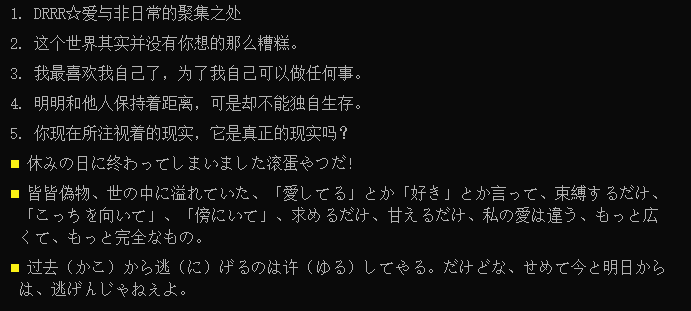 1. DRRR☆爱与非日常的聚集之处
2. 这个世界其实并没有你想的那么糟糕。
3. 我最喜欢我自己了，为了我自己可以做任何事。
4. 明明和他人保持着距离，可是却不能独自生存。
5. 你现在所注视着的现实，它是真正的现实吗？
■ 休みの日に终わってしまいました滚蛋やつだ!
■ 皆皆偽物、世の中に溢れていた、「愛してる」とか「好き」とか言って、束縛するだけ、
「こっちを向いて」、「傍にいて」、求めるだけ、甘えるだけ、私の愛は違う、もっと広
くて、もっと完全なもの。
■ 过去（かこ）から逃（に）げるのは许（ゆる）してやる。だけどな、せめて今と明日から
は、逃げんじゃねえよ。